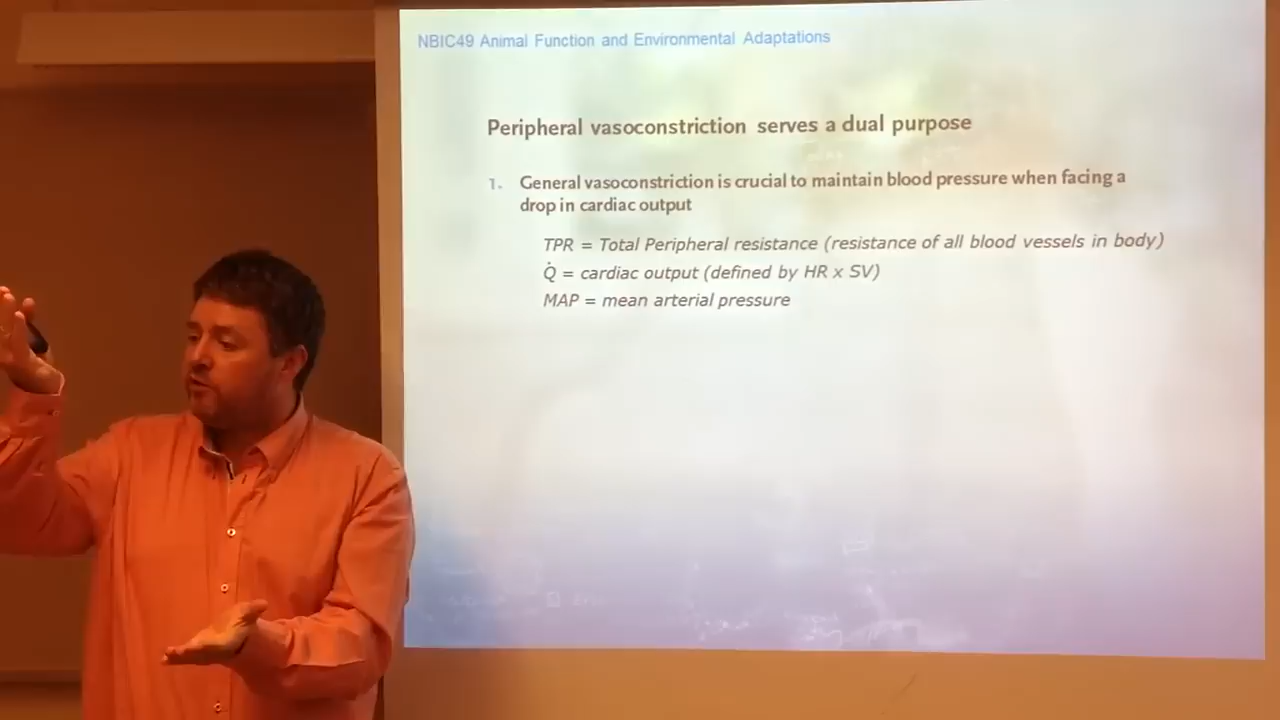 NBIC49 Animal Function and Environmental Adaptations
Peripheral vasoconstriction serves a dual purpose
1. General vasoconstriction is crucial to maintain blood pressure when facing a
drop in cardiac output
TPR = Total Peripheral resistance (resistance of all blood vessels in body)
Q̇ = cardiac output (defined by HR x SV)
MAP = mean arterial pressure